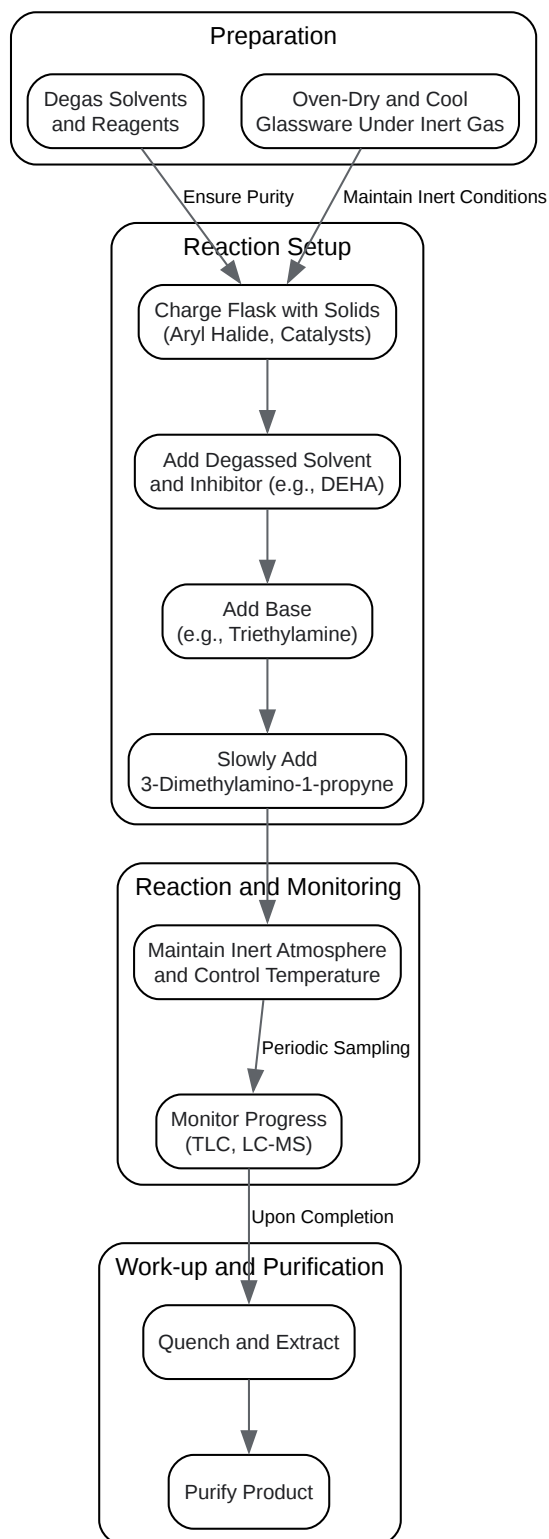 Preparation
Degas Solvents
and Reagents
Oven-Dry and Cool
Glassware Under Inert Gas
Ensure Purity
Maintain Inert Conditions
Reaction Setup
Charge Flask with Solids
(Aryl Halide, Catalysts)
Add Degassed Solvent
and Inhibitor (e.g., DEHA)
Add Base
(e.g., Triethylamine)
Slowly Add
3-Dimethylamino-1-propyne
Reaction and Monitoring
Maintain Inert Atmosphere
and Control Temperature
Periodic Sampling
Monitor Progress
(TLC, LC-MS)
Upon Completion
Work-up and Purification
Quench and Extract
Purify Product